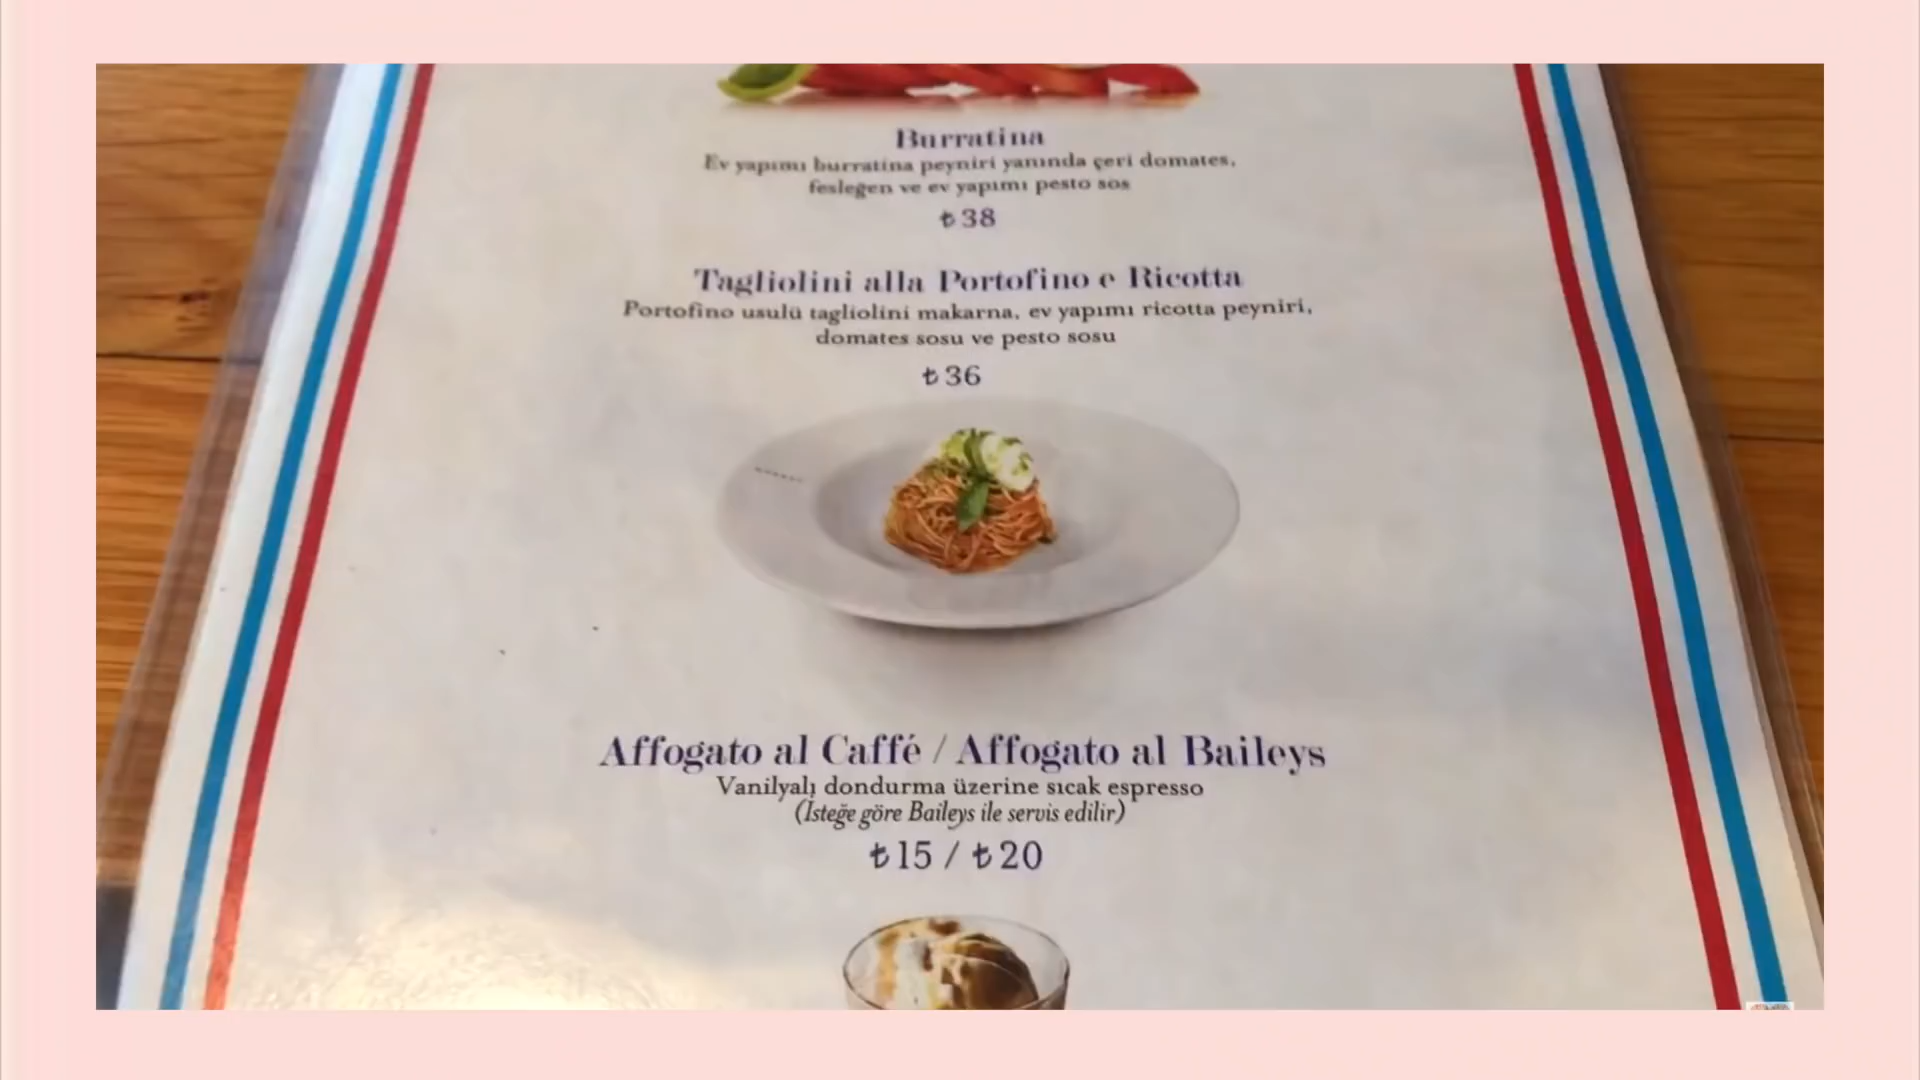 Burratina
Ev yapımı burratina peyniri yanında çeri domates,
fesleğen ve ev yapımı pesto sos
₺38
Tagliolini alla Portofino e Ricotta
Portofino usulü tagliolini makarna, ev yapımı ricotta peyniri,
domates sosu ve pesto sosu
₺36
Affogato al Caffé / Affogato al Baileys
Vanilyalı dondurma üzerine sıcak espresso
(İsteğe göre Baileys ile servis edilir)
₺15 / ₺20